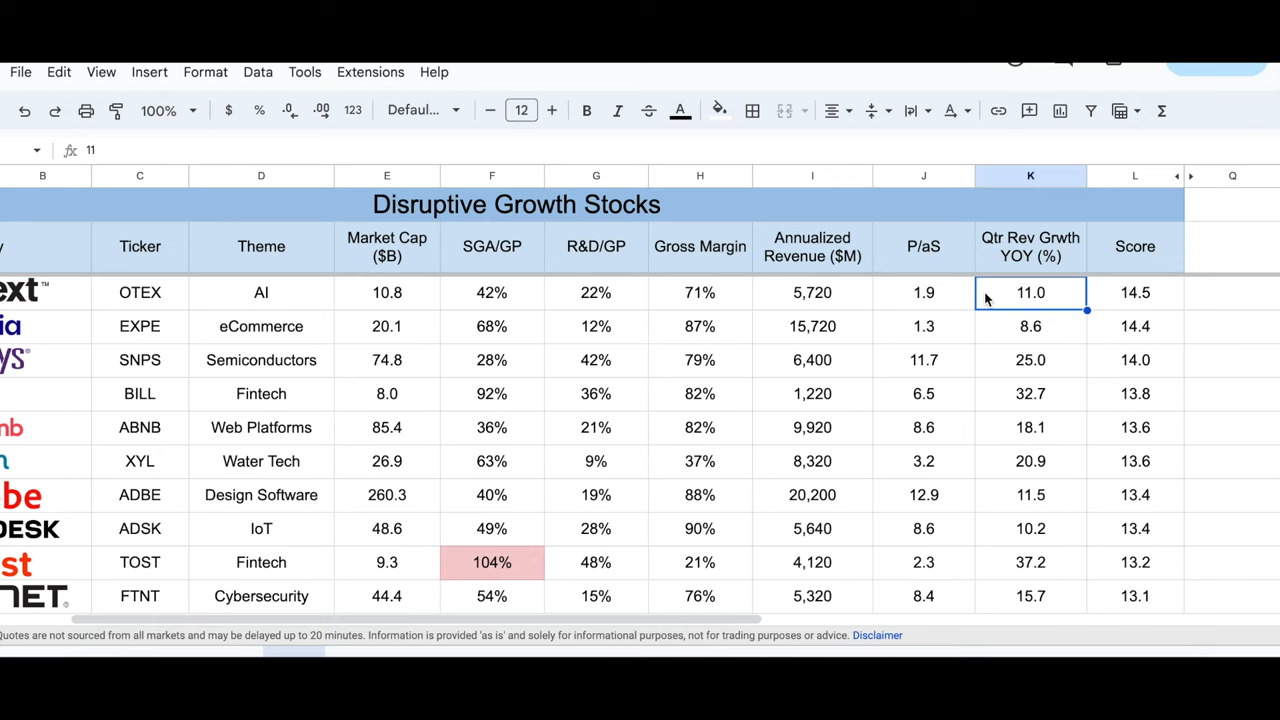 File Edit View Insert Format Data Tools Extensions Help
100% $ % .0 .00 123 Defaul... 12 B I A Σ
fx 11
B C D E F G H I J K L Q
Disruptive Growth Stocks
y Ticker Theme Market Cap ($B) SGA/GP R&D/GP Gross Margin Annualized Revenue ($M) P/aS Qtr Rev Grwth YOY (%) Score
ext™ OTEX AI 10.8 42% 22% 71% 5,720 1.9 11.0 14.5
ia EXPE eCommerce 20.1 68% 12% 87% 15,720 1.3 8.6 14.4
ys® SNPS Semiconductors 74.8 28% 42% 79% 6,400 11.7 25.0 14.0
BILL Fintech 8.0 92% 36% 82% 1,220 6.5 32.7 13.8
nb ABNB Web Platforms 85.4 36% 21% 82% 9,920 8.6 18.1 13.6
XYL Water Tech 26.9 63% 9% 37% 8,320 3.2 20.9 13.6
be ADBE Design Software 260.3 40% 19% 88% 20,200 12.9 11.5 13.4
DESK ADSK IoT 48.6 49% 28% 90% 5,640 8.6 10.2 13.4
st TOST Fintech 9.3 104% 48% 21% 4,120 2.3 37.2 13.2
NET® FTNT Cybersecurity 44.4 54% 15% 76% 5,320 8.4 15.7 13.1
Quotes are not sourced from all markets and may be delayed up to 20 minutes. Information is provided 'as is' and solely for informational purposes, not for trading purposes or advice. Disclaimer